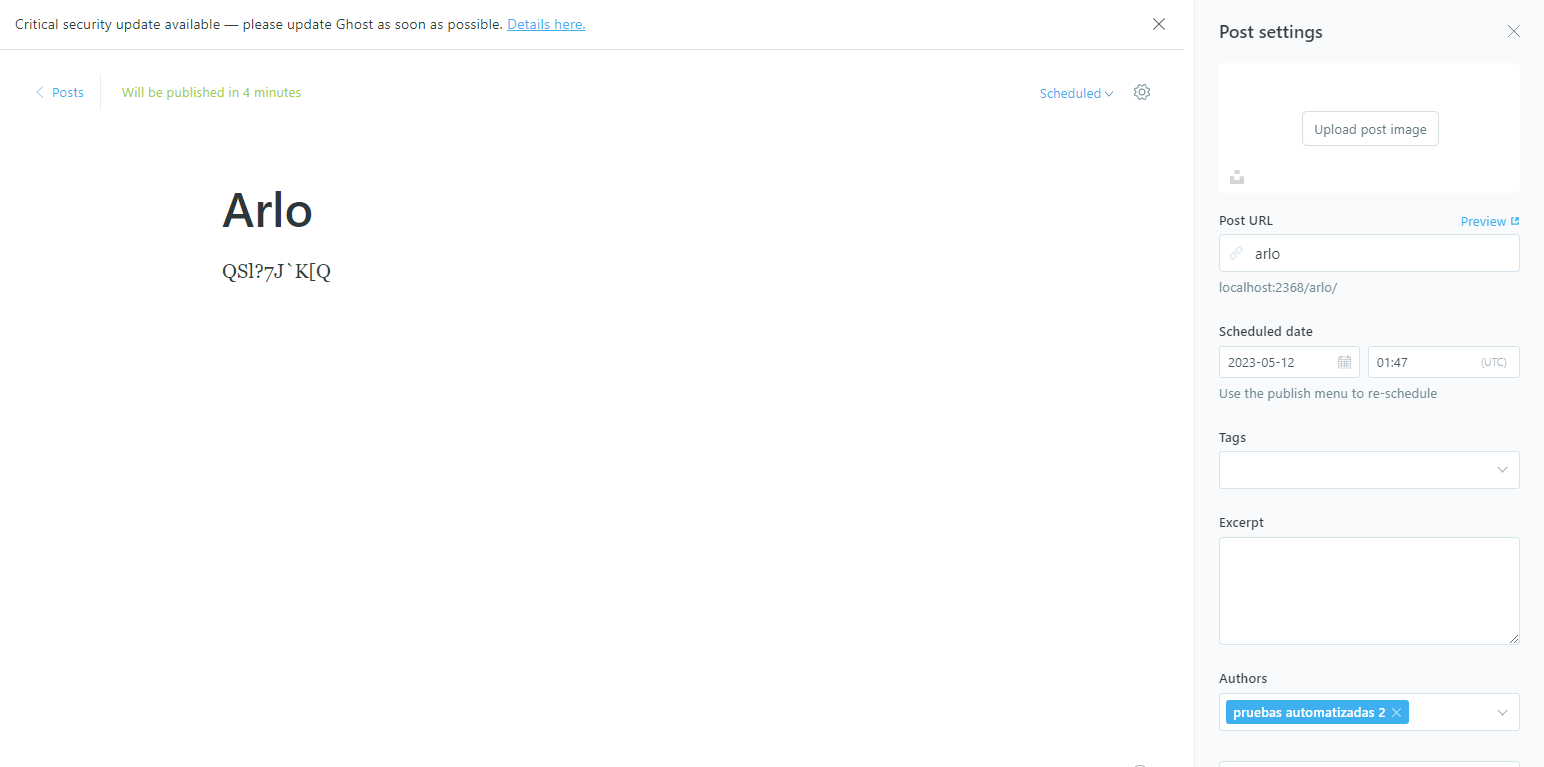 Critical security update available — please update Ghost as soon as possible. Details here.
Posts
Will be published in 4 minutes
Scheduled
Arlo
QSl?7J`K[Q
Post settings
Upload post image
Post URL
Preview
arlo
localhost:2368/arlo/
Scheduled date
2023-05-12
01:47
(UTC)
Use the publish menu to re-schedule
Tags
Excerpt
Authors
pruebas automatizadas 2